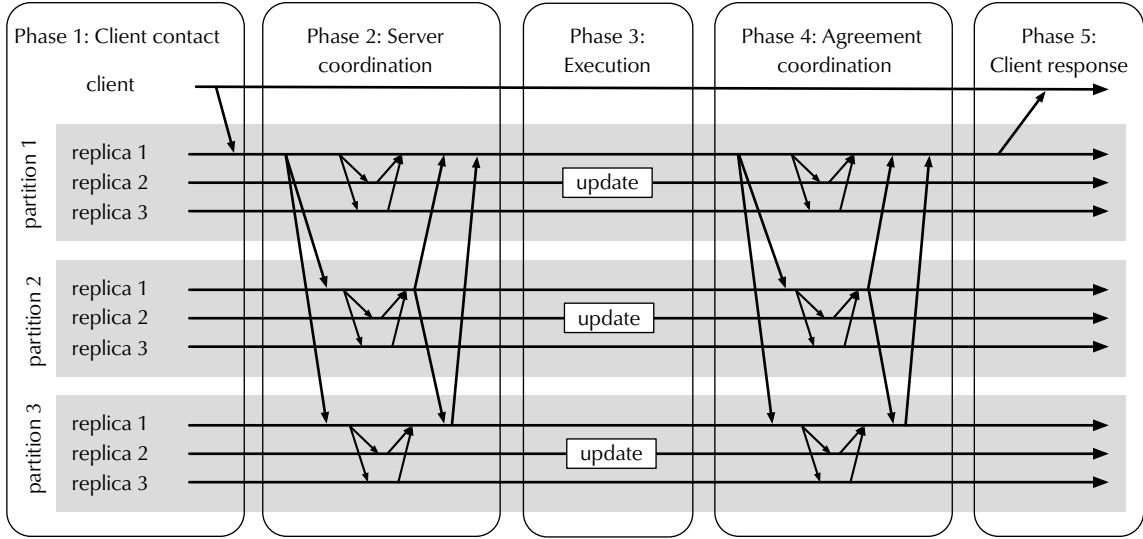 Phase 1: Client contact
Phase 2: Server
coordination
Phase 3:
Execution
Phase 4: Agreement
coordination
Phase 5:
Client response
client
partition 1
replica 1
replica 2
replica 3
update
partition 2
replica 1
replica 2
replica 3
update
partition 3
replica 1
replica 2
replica 3
update